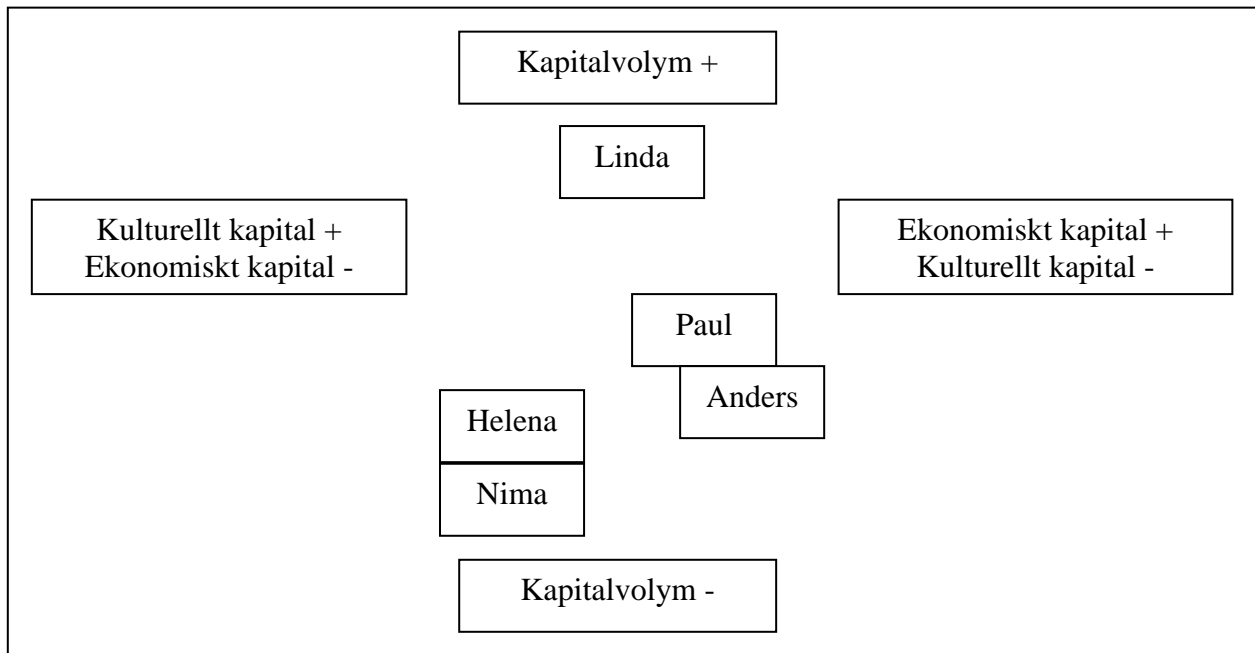 Kapitalvolym +
Linda
Kulturellt kapital +
Ekonomiskt kapital -
Ekonomiskt kapital +
Kulturellt kapital -
Paul
Anders
Helena
Nima
Kapitalvolym -